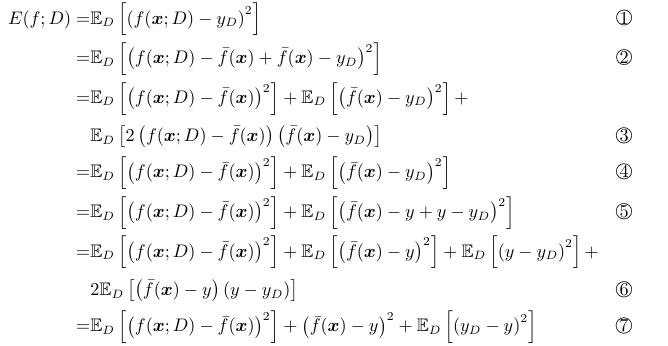 E(f; D) = 𝔼_D [(f(𝒙; D) − y_D)²] ①
= 𝔼_D [(f(𝒙; D) − f̄(𝒙) + f̄(𝒙) − y_D)²] ②
= 𝔼_D [(f(𝒙; D) − f̄(𝒙))²] + 𝔼_D [(f̄(𝒙) − y_D)²] +
𝔼_D [2 (f(𝒙; D) − f̄(𝒙)) (f̄(𝒙) − y_D)] ③
= 𝔼_D [(f(𝒙; D) − f̄(𝒙))²] + 𝔼_D [(f̄(𝒙) − y_D)²] ④
= 𝔼_D [(f(𝒙; D) − f̄(𝒙))²] + 𝔼_D [(f̄(𝒙) − y + y − y_D)²] ⑤
= 𝔼_D [(f(𝒙; D) − f̄(𝒙))²] + 𝔼_D [(f̄(𝒙) − y)²] + 𝔼_D [(y − y_D)²] +
2𝔼_D [(f̄(𝒙) − y) (y − y_D)] ⑥
= 𝔼_D [(f(𝒙; D) − f̄(𝒙))²] + (f̄(𝒙) − y)² + 𝔼_D [(y_D − y)²] ⑦